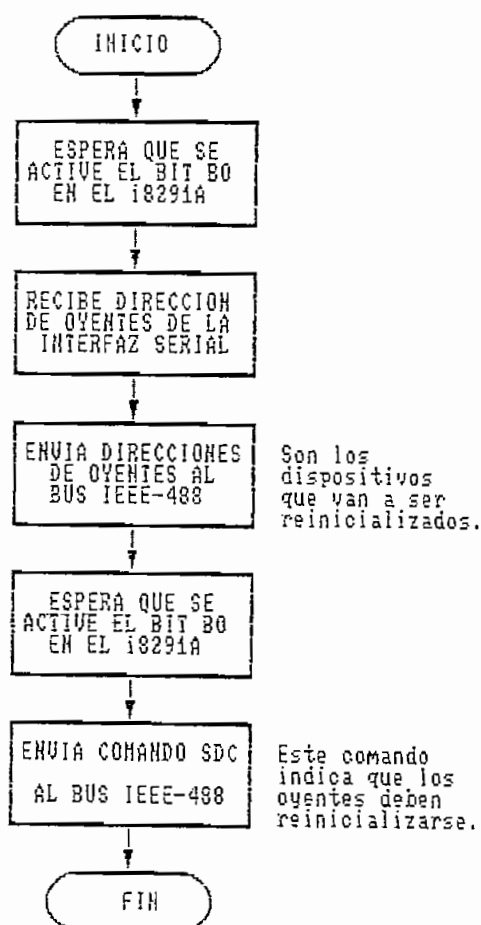 INICIO
ESPERA QUE SE
ACTIVE EL BIT BO
EN EL i8291A
RECIBE DIRECCION
DE OYENTES DE LA
INTERFAZ SERIAL
ENVIA DIRECCIONES
DE OYENTES AL
BUS IEEE-488
Son los
dispositivos
que van a ser
reinicializados.
ESPERA QUE SE
ACTIVE EL BIT BO
EN EL i8291A
ENVIA COMANDO SDC
AL BUS IEEE-488
Este comando
indica que los
oyentes deben
reinicializarse.
FIN